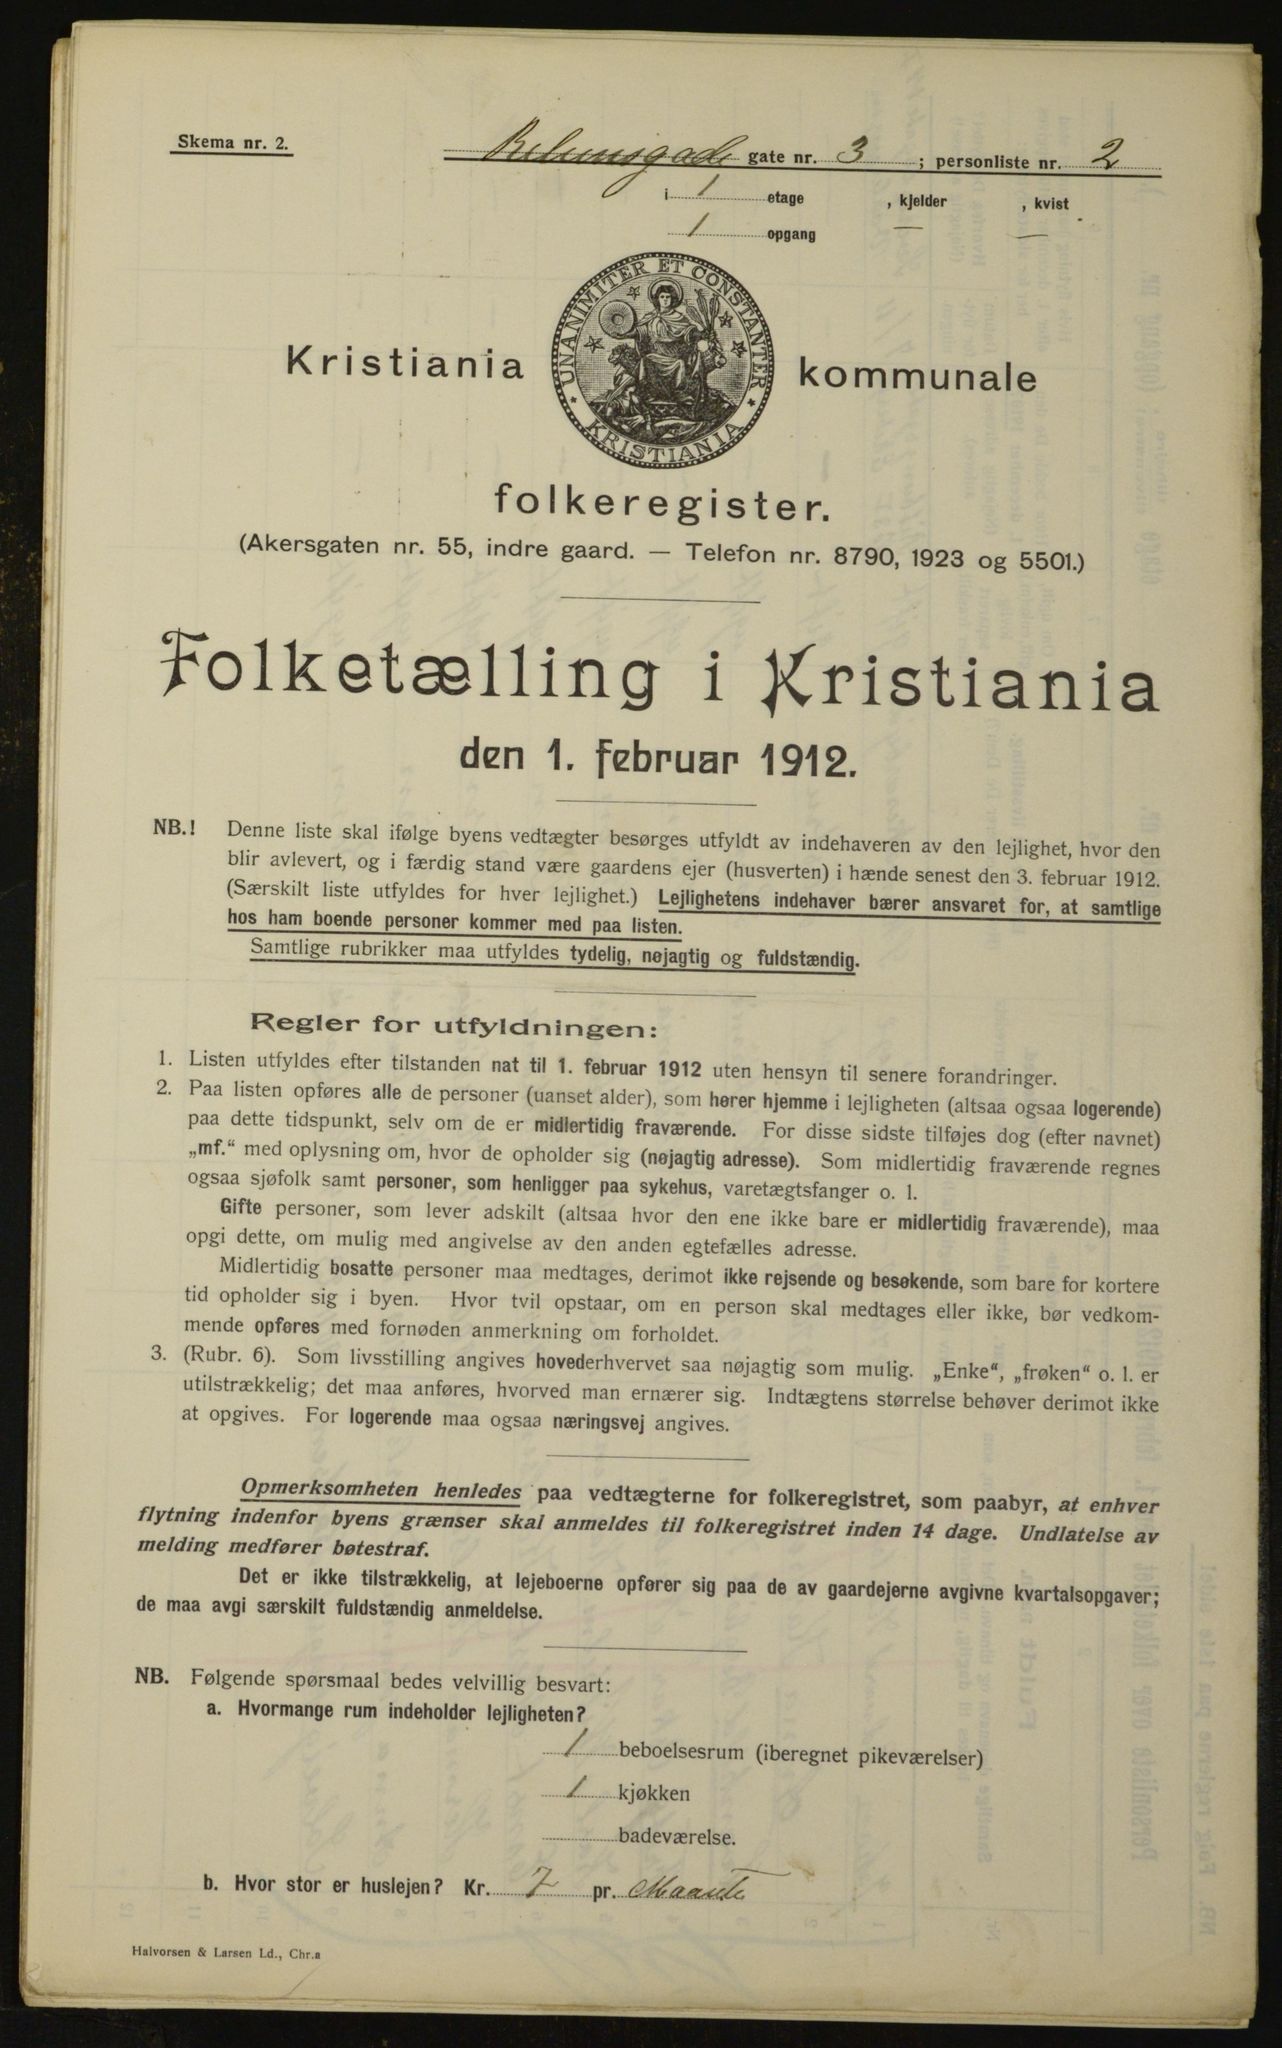 Skema nr. 2.
gate nr. 3 ; personliste nr. 2
i 1 etage , kjelder , kvist
1 opgang — —
UNANIMITER ET CONSTANTER
KRISTIANIA
Kristiania kommunale
folkeregister.
(Akersgaten nr. 55, indre gaard. — Telefon nr. 8790, 1923 og 5501.)
Folketælling i Kristiania
den 1. februar 1912.
NB.! Denne liste skal ifølge byens vedtægter besørges utfyldt av indehaveren av den lejlighet, hvor den
blir avlevert, og i færdig stand være gaardens ejer (husverten) i hænde senest den 3. februar 1912.
(Særskilt liste utfyldes for hver lejlighet.) Lejlighetens indehaver bærer ansvaret for, at samtlige
hos ham boende personer kommer med paa listen.
Samtlige rubrikker maa utfyldes tydelig, nøjagtig og fuldstændig.
Regler for utfyldningen:
1. Listen utfyldes efter tilstanden nat til 1. februar 1912 uten hensyn til senere forandringer.
2. Paa listen opføres alle de personer (uanset alder), som hører hjemme i lejligheten (altsaa ogsaa logerende)
paa dette tidspunkt, selv om de er midlertidig fraværende. For disse sidste tilføjes dog (efter navnet)
„mf.“ med oplysning om, hvor de opholder sig (nøjagtig adresse). Som midlertidig fraværende regnes
ogsaa sjøfolk samt personer, som henligger paa sykehus, varetægtsfanger o. l.
Gifte personer, som lever adskilt (altsaa hvor den ene ikke bare er midlertidig fraværende), maa
opgi dette, om mulig med angivelse av den anden egtefælles adresse.
Midlertidig bosatte personer maa medtages, derimot ikke rejsende og besøkende, som bare for kortere
tid opholder sig i byen. Hvor tvil opstaar, om en person skal medtages eller ikke, bør vedkom-
mende opføres med fornøden anmerkning om forholdet.
3. (Rubr. 6). Som livsstilling angives hovederhvervet saa nøjagtig som mulig. „Enke“, „frøken“ o. l. er
utilstrækkelig; det maa anføres, hvorved man ernærer sig. Indtægtens størrelse behøver derimot ikke
at opgives. For logerende maa ogsaa næringsvej angives.
Opmerksomheten henledes paa vedtægterne for folkeregistret, som paabyr, at enhver
flytning indenfor byens grænser skal anmeldes til folkeregistret inden 14 dage. Undlatelse av
melding medfører bøtestraf.
Det er ikke tilstrækkelig, at lejeboerne opfører sig paa de av gaardejerne avgivne kvartalsopgaver;
de maa avgi særskilt fuldstændig anmeldelse.
NB. Følgende spørsmaal bedes velvillig besvart:
a. Hvormange rum indeholder lejligheten?
1 beboelsesrum (iberegnet pikeværelser)
1 kjøkken
badeværelse.
b. Hvor stor er huslejen? Kr. 7 pr.
Halvorsen & Larsen Ld., Chr.a